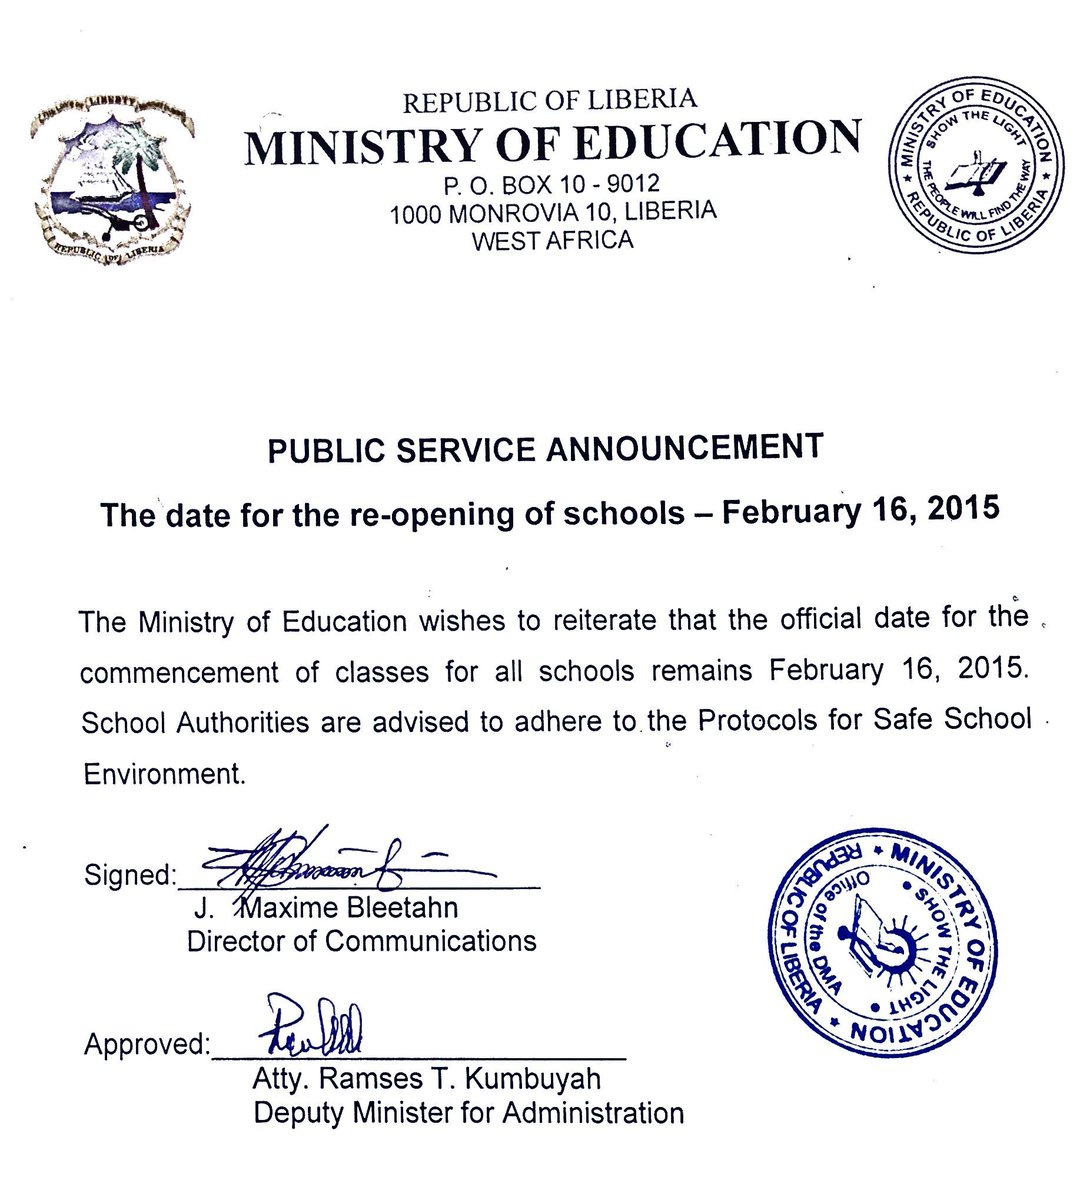 THE LOVE OF LIBERTY BROUGHT US HERE
REPUBLIC OF LIBERIA
REPUBLIC OF LIBERIA
MINISTRY OF EDUCATION
P. O. BOX 10 - 9012
1000 MONROVIA 10, LIBERIA
WEST AFRICA
MINISTRY OF EDUCATION
REPUBLIC OF LIBERIA
SHOW THE LIGHT
THE PEOPLE WILL FIND THE WAY
PUBLIC SERVICE ANNOUNCEMENT
The date for the re-opening of schools – February 16, 2015
The Ministry of Education wishes to reiterate that the official date for the
commencement of classes for all schools remains February 16, 2015.
School Authorities are advised to adhere to the Protocols for Safe School
Environment.
Signed:
J. Maxime Bleetahn
Director of Communications
Approved:
Atty. Ramses T. Kumbuyah
Deputy Minister for Administration
MINISTRY OF EDUCATION
REPUBLIC OF LIBERIA
Office of the DMA
SHOW THE LIGHT